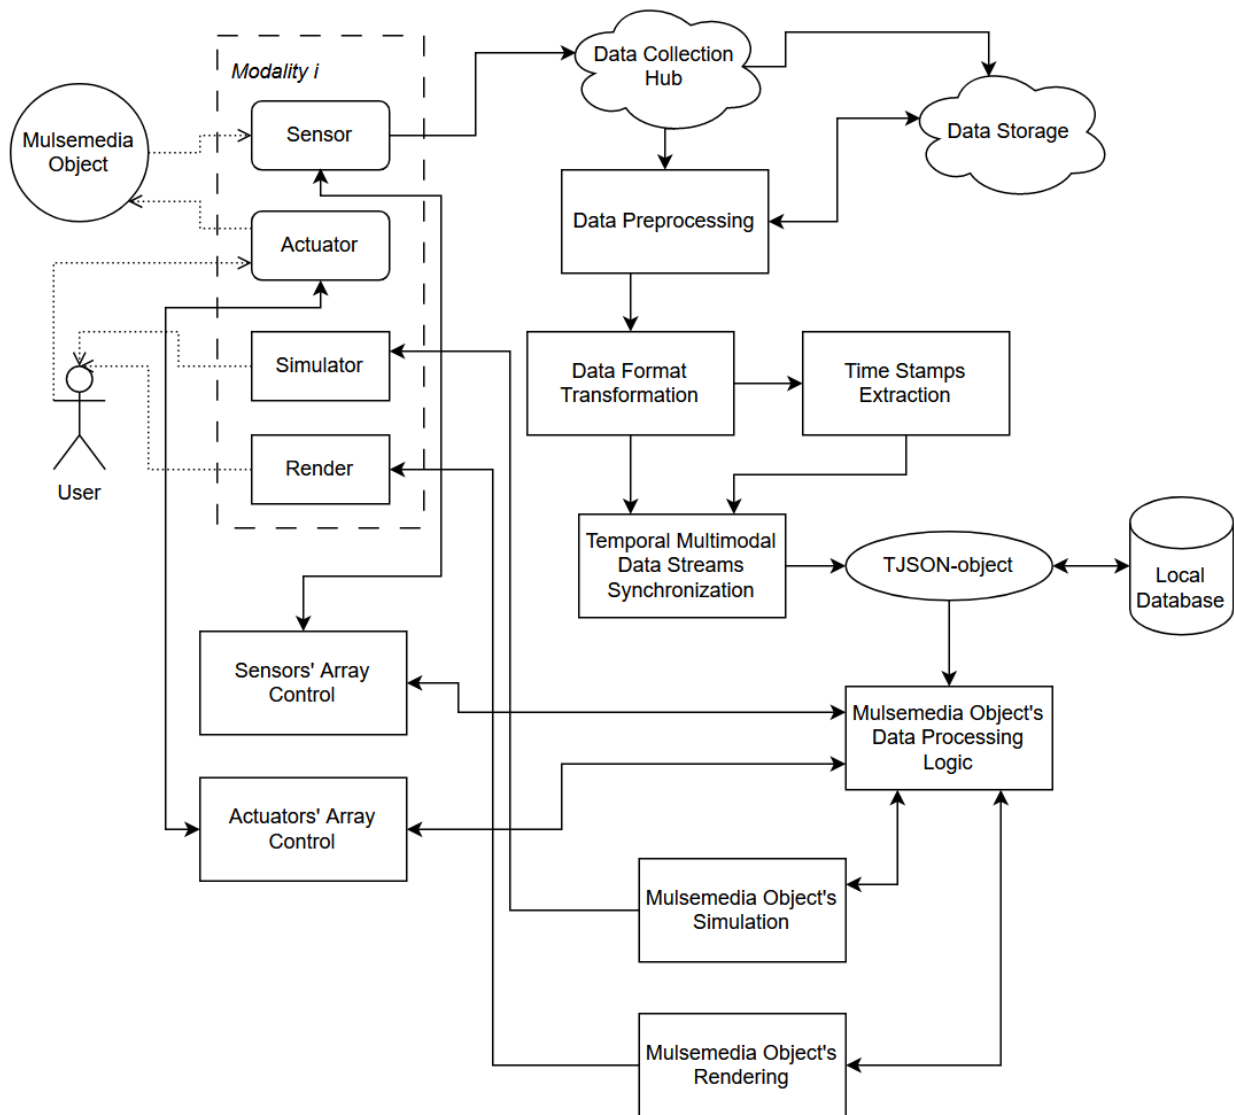 Modality i
Mulsemedia
Object
Sensor
Actuator
Simulator
Render
User
Data Collection
Hub
Data Storage
Data Preprocessing
Data Format
Transformation
Time Stamps
Extraction
Temporal Multimodal
Data Streams
Synchronization
TJSON-object
Local
Database
Sensors' Array
Control
Mulsemedia Object's
Data Processing
Logic
Actuators' Array
Control
Mulsemedia Object's
Simulation
Mulsemedia Object's
Rendering